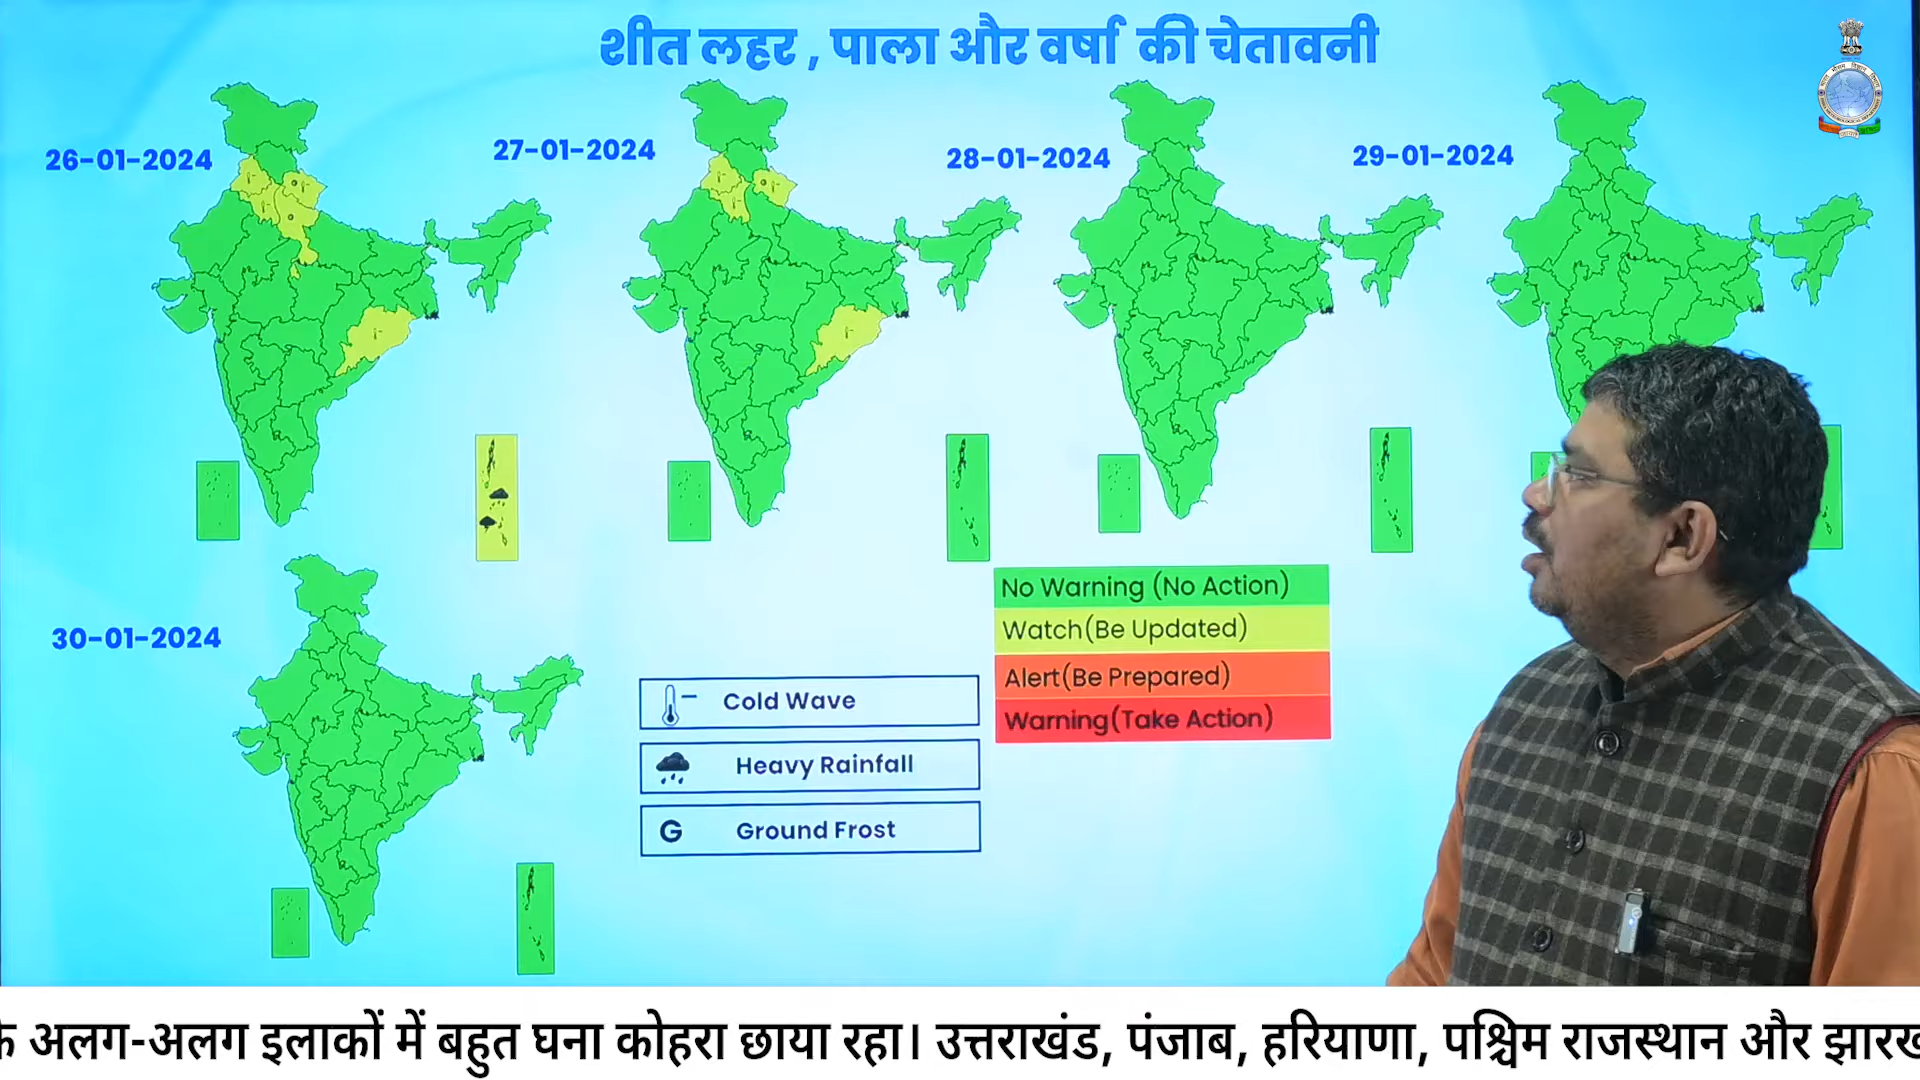 शीत लहर , पाला और वर्षा की चेतावनी
26-01-2024
27-01-2024
28-01-2024
29-01-2024
30-01-2024
No Warning (No Action)
Watch(Be Updated)
Alert(Be Prepared)
Warning(Take Action)
Cold Wave
Heavy Rainfall
G Ground Frost
अलग-अलग इलाकों में बहुत घना कोहरा छाया रहा। उत्तराखंड, पंजाब, हरियाणा, पश्चिम राजस्थान और